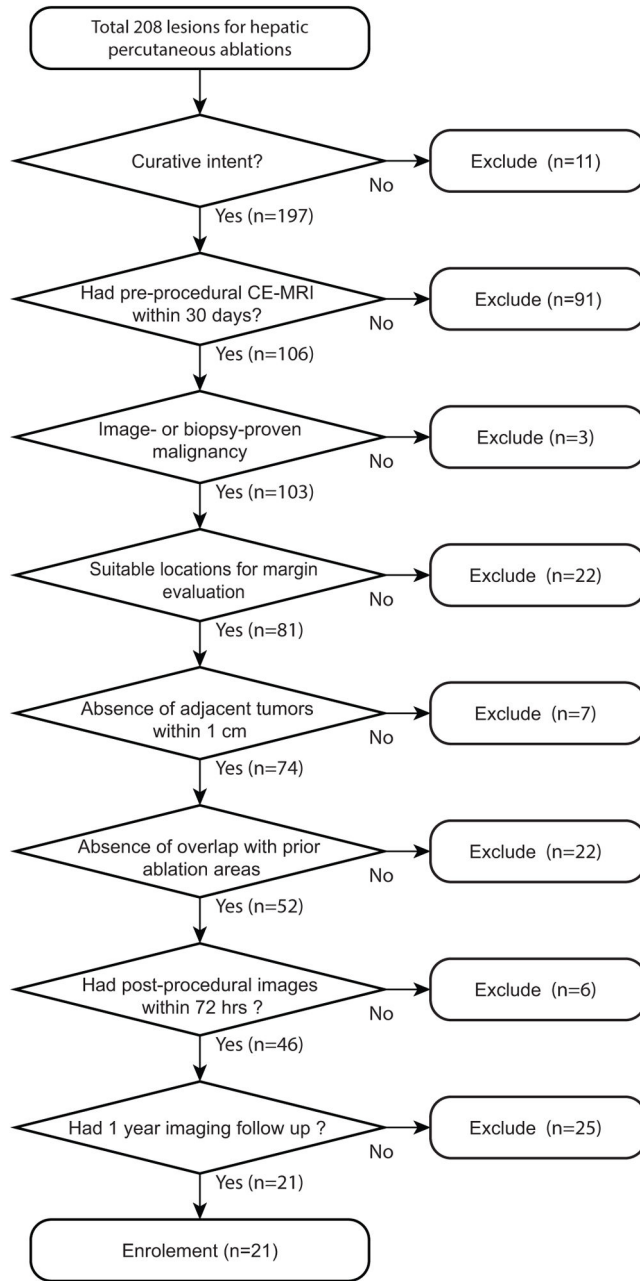 Total 208 lesions for hepatic
percutaneous ablations
Curative intent?
No
Exclude (n=11)
Yes (n=197)
Had pre-procedural CE-MRI
within 30 days?
No
Exclude (n=91)
Yes (n=106)
Image- or biopsy-proven
malignancy
No
Exclude (n=3)
Yes (n=103)
Suitable locations for margin
evaluation
No
Exclude (n=22)
Yes (n=81)
Absence of adjacent tumors
within 1 cm
No
Exclude (n=7)
Yes (n=74)
Absence of overlap with prior
ablation areas
No
Exclude (n=22)
Yes (n=52)
Had post-procedural images
within 72 hrs ?
No
Exclude (n=6)
Yes (n=46)
Had 1 year imaging follow up ?
No
Exclude (n=25)
Yes (n=21)
Enrolement (n=21)